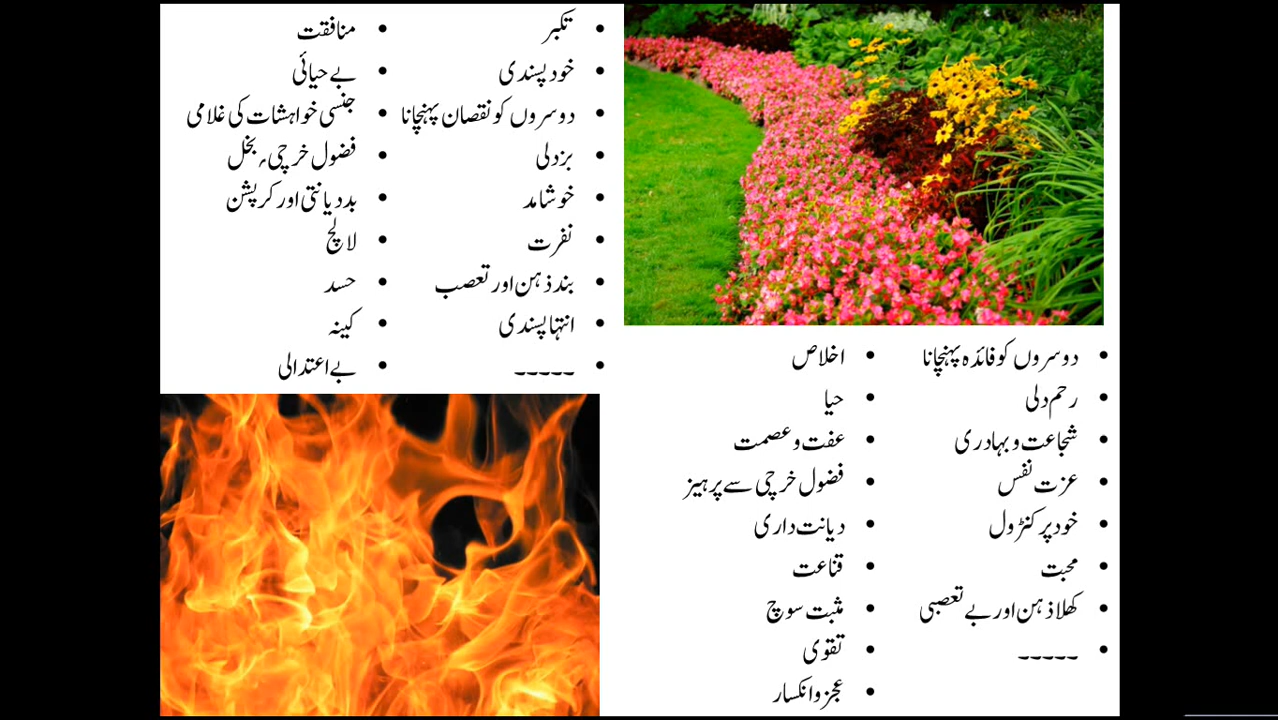 تکبر
خود پسندی
دوسروں کو نقصان پہنچانا
بزدلی
خوشامد
نفرت
بند ذہن اور تعصب
انتہا پسندی
۔۔۔۔۔
منافقت
بے حیائی
جنسی خواہشات کی غلامی
فضول خرچی، بخل
بددیانتی اور کرپشن
لالچ
حسد
کینہ
بے اعتدالی
دوسروں کو فائدہ پہنچانا
رحم دلی
شجاعت و بہادری
عزت نفس
خود پر کنٹرول
محبت
کھلا ذہن اور بے تعصبی
۔۔۔۔۔
اخلاص
حیا
عفت و عصمت
فضول خرچی سے پرہیز
دیانت داری
قناعت
مثبت سوچ
تقوی
عجز و انکسار